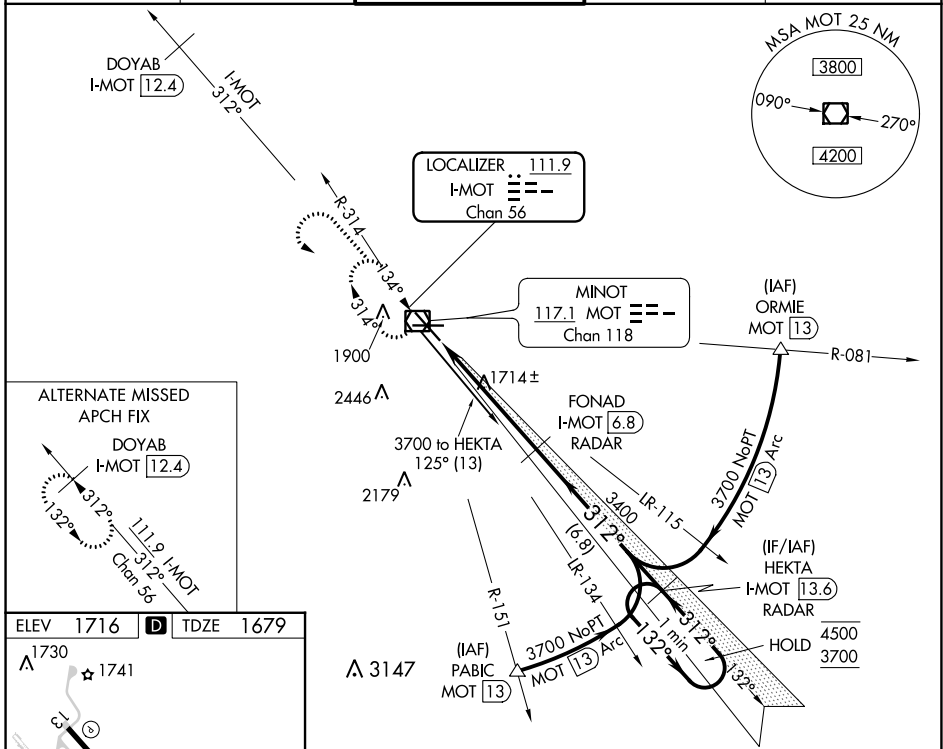 DOYAB
I-MOT 12.4
I-MOT
312°
MSA MOT 25 NM
3800
090°
270°
4200
LOCALIZER 111.9
I-MOT
Chan 56
R-314
134°
314°
MINOT
117.1 MOT
Chan 118
(IAF)
ORMIE
MOT 13
R-081
1900
2446
1714±
3700 to HEKTA
125° (13)
FONAD
I-MOT 6.8
RADAR
2179
3700 NoPT
MOT 13 Arc
LR-115
3400
312°
(6.8)
LR-134
R-151
(IF/IAF)
HEKTA
I-MOT 13.6
RADAR
312°
1 min
132°
132°
HOLD
4500
3700
3700 NoPT
MOT 13 Arc
(IAF)
PABIC
MOT 13
3147
ALTERNATE MISSED
APCH FIX
DOYAB
I-MOT 12.4
312°
132°
111.9 I-MOT
312°
Chan 56
ELEV 1716 D TDZE 1679
1730
1741
13
P